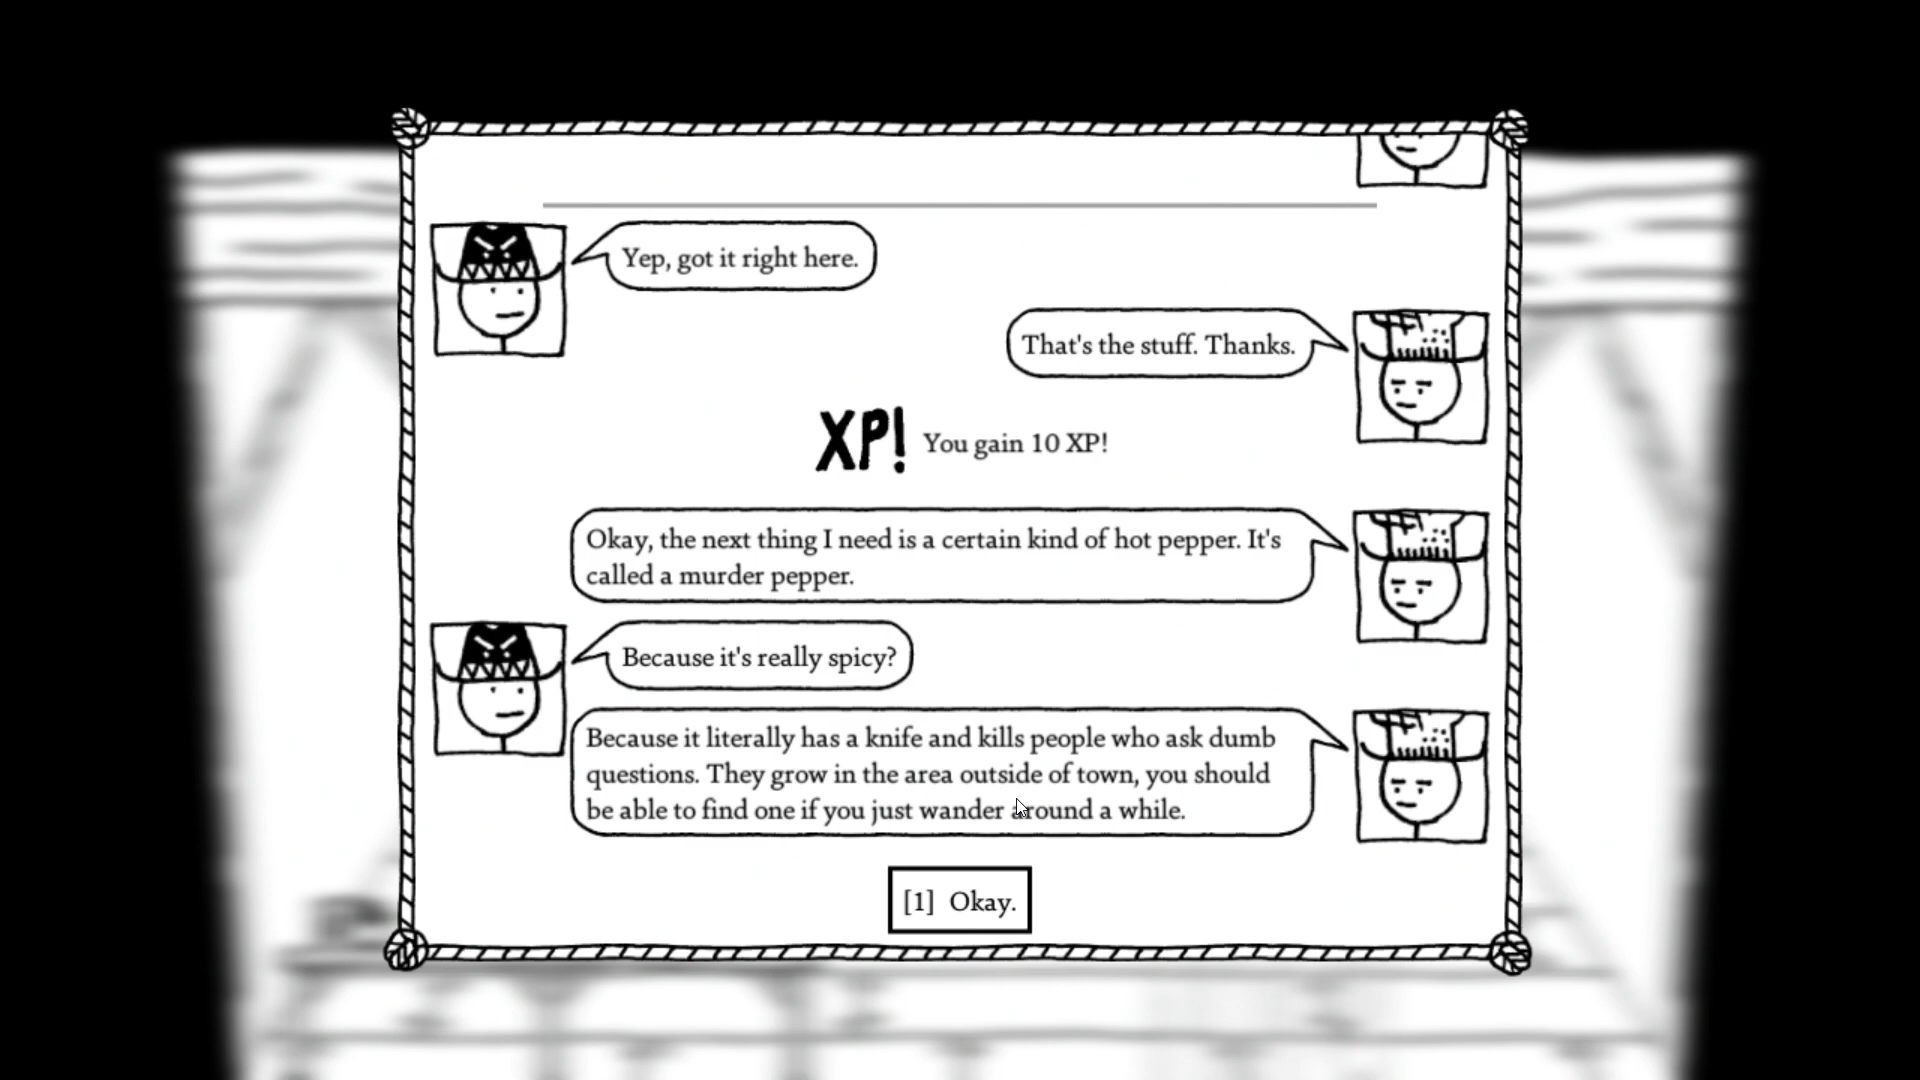 Yep, got it right here.
That's the stuff. Thanks.
XP! You gain 10 XP!
Okay, the next thing I need is a certain kind of hot pepper. It's
called a murder pepper.
Because it's really spicy?
Because it literally has a knife and kills people who ask dumb
questions. They grow in the area outside of town, you should
be able to find one if you just wander around a while.
[1] Okay.